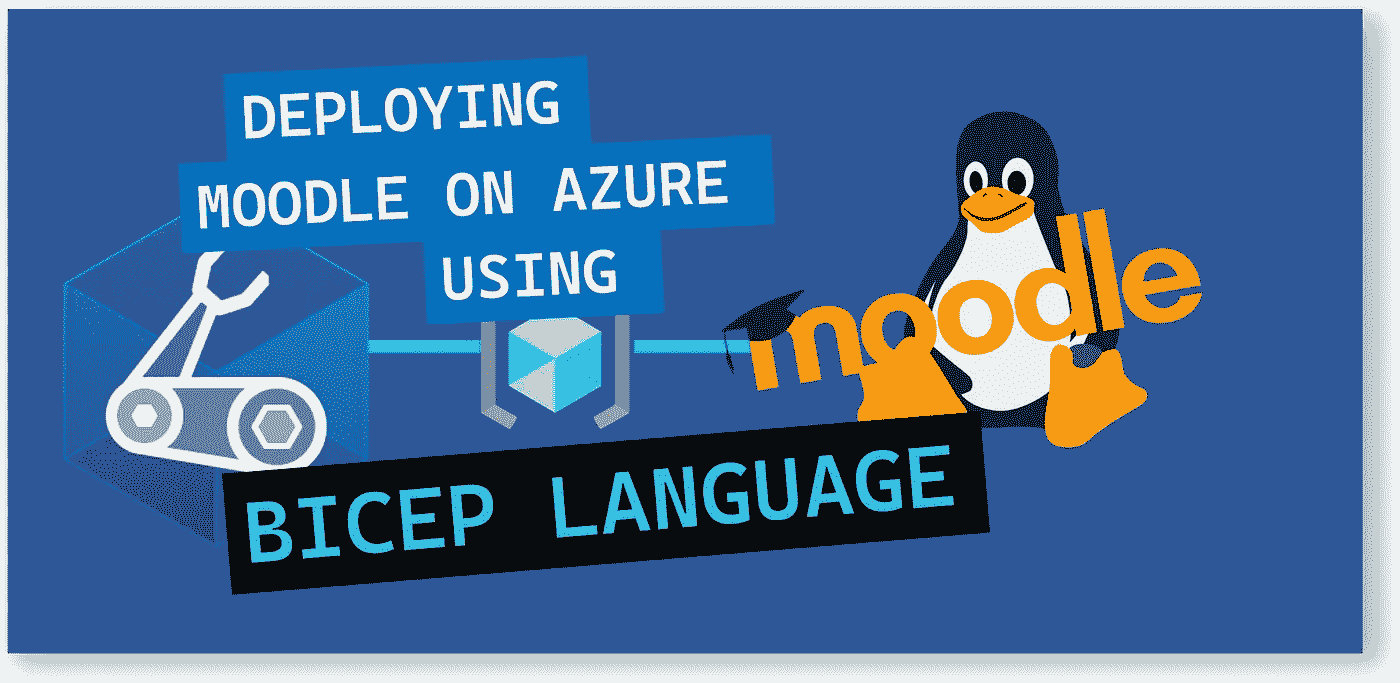 DEPLOYING
MOODLE ON AZURE
USING
moodle
BICEP LANGUAGE